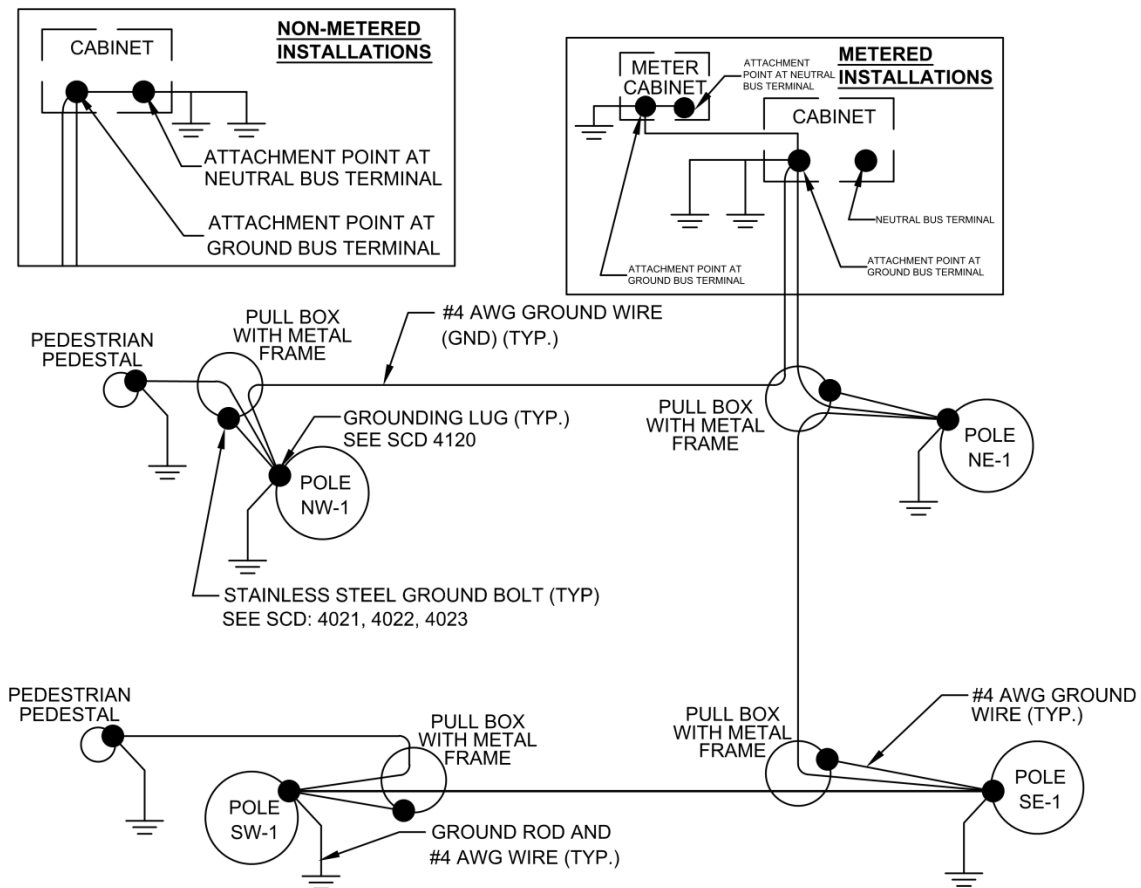 NON-METERED
INSTALLATIONS
CABINET
ATTACHMENT POINT AT
NEUTRAL BUS TERMINAL
ATTACHMENT POINT AT
GROUND BUS TERMINAL
METERED
INSTALLATIONS
METER
CABINET
ATTACHMENT
POINT AT NEUTRAL
BUS TERMINAL
CABINET
NEUTRAL BUS TERMINAL
ATTACHMENT POINT AT
GROUND BUS TERMINAL
ATTACHMENT POINT AT
GROUND BUS TERMINAL
PEDESTRIAN
PEDESTAL
PULL BOX
WITH METAL
FRAME
#4 AWG GROUND WIRE
(GND) (TYP.)
GROUNDING LUG (TYP.)
SEE SCD 4120
POLE
NW-1
PULL BOX
WITH METAL
FRAME
POLE
NE-1
STAINLESS STEEL GROUND BOLT (TYP)
SEE SCD: 4021, 4022, 4023
PEDESTRIAN
PEDESTAL
PULL BOX
WITH METAL
FRAME
POLE
SW-1
GROUND ROD AND
#4 AWG WIRE (TYP.)
PULL BOX
WITH METAL
FRAME
#4 AWG GROUND
WIRE (TYP.)
POLE
SE-1